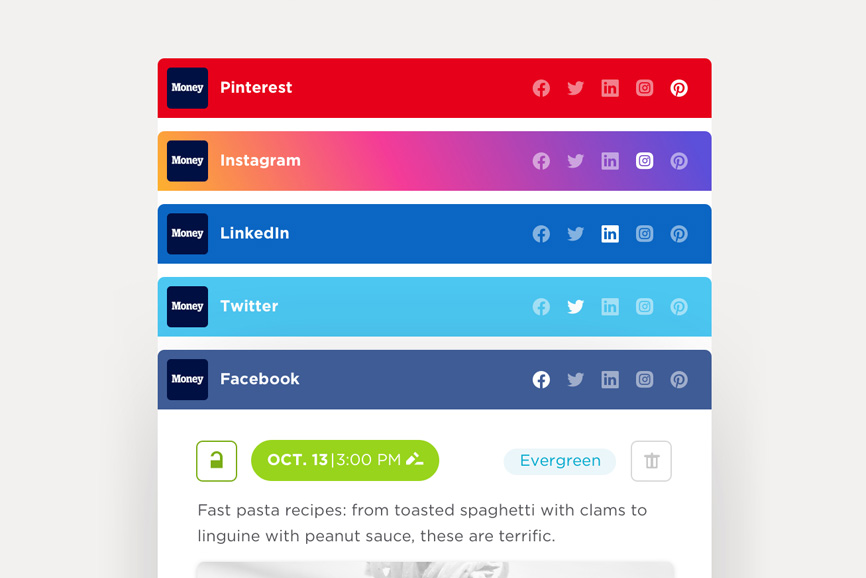 Money Pinterest
Money Instagram
Money LinkedIn
Money Twitter
Money Facebook
OCT. 13|3:00 PM
Evergreen
Fast pasta recipes: from toasted spaghetti with clams to
linguine with peanut sauce, these are terrific.